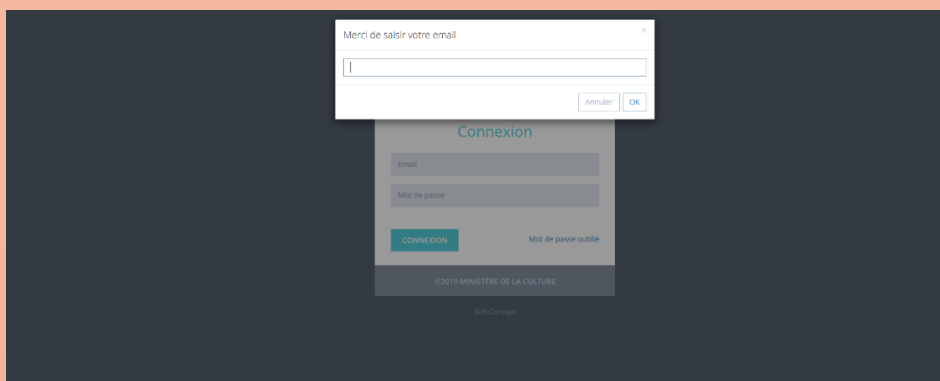 Merci de saisir votre email
×
Annuler OK
Connexion
Email
Mot de passe
CONNEXION Mot de passe oublié
©2019 MINISTÈRE DE LA CULTURE
Edit Concept